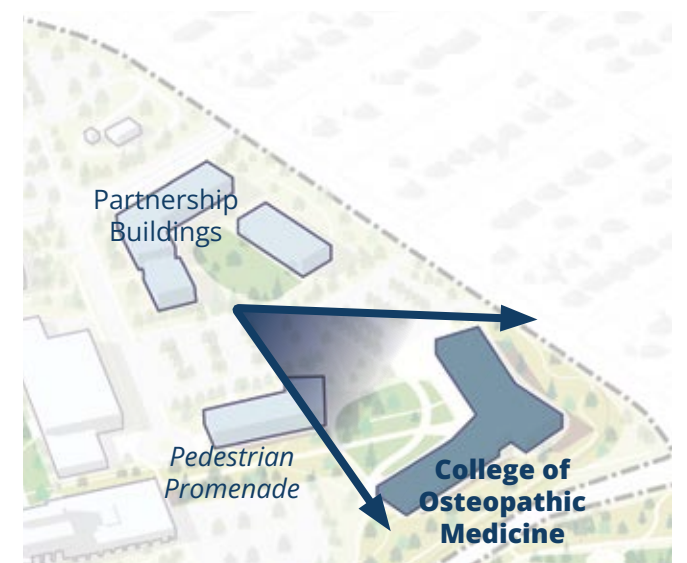 Partnership
Buildings
Pedestrian
Promenade
College of
Osteopathic
Medicine